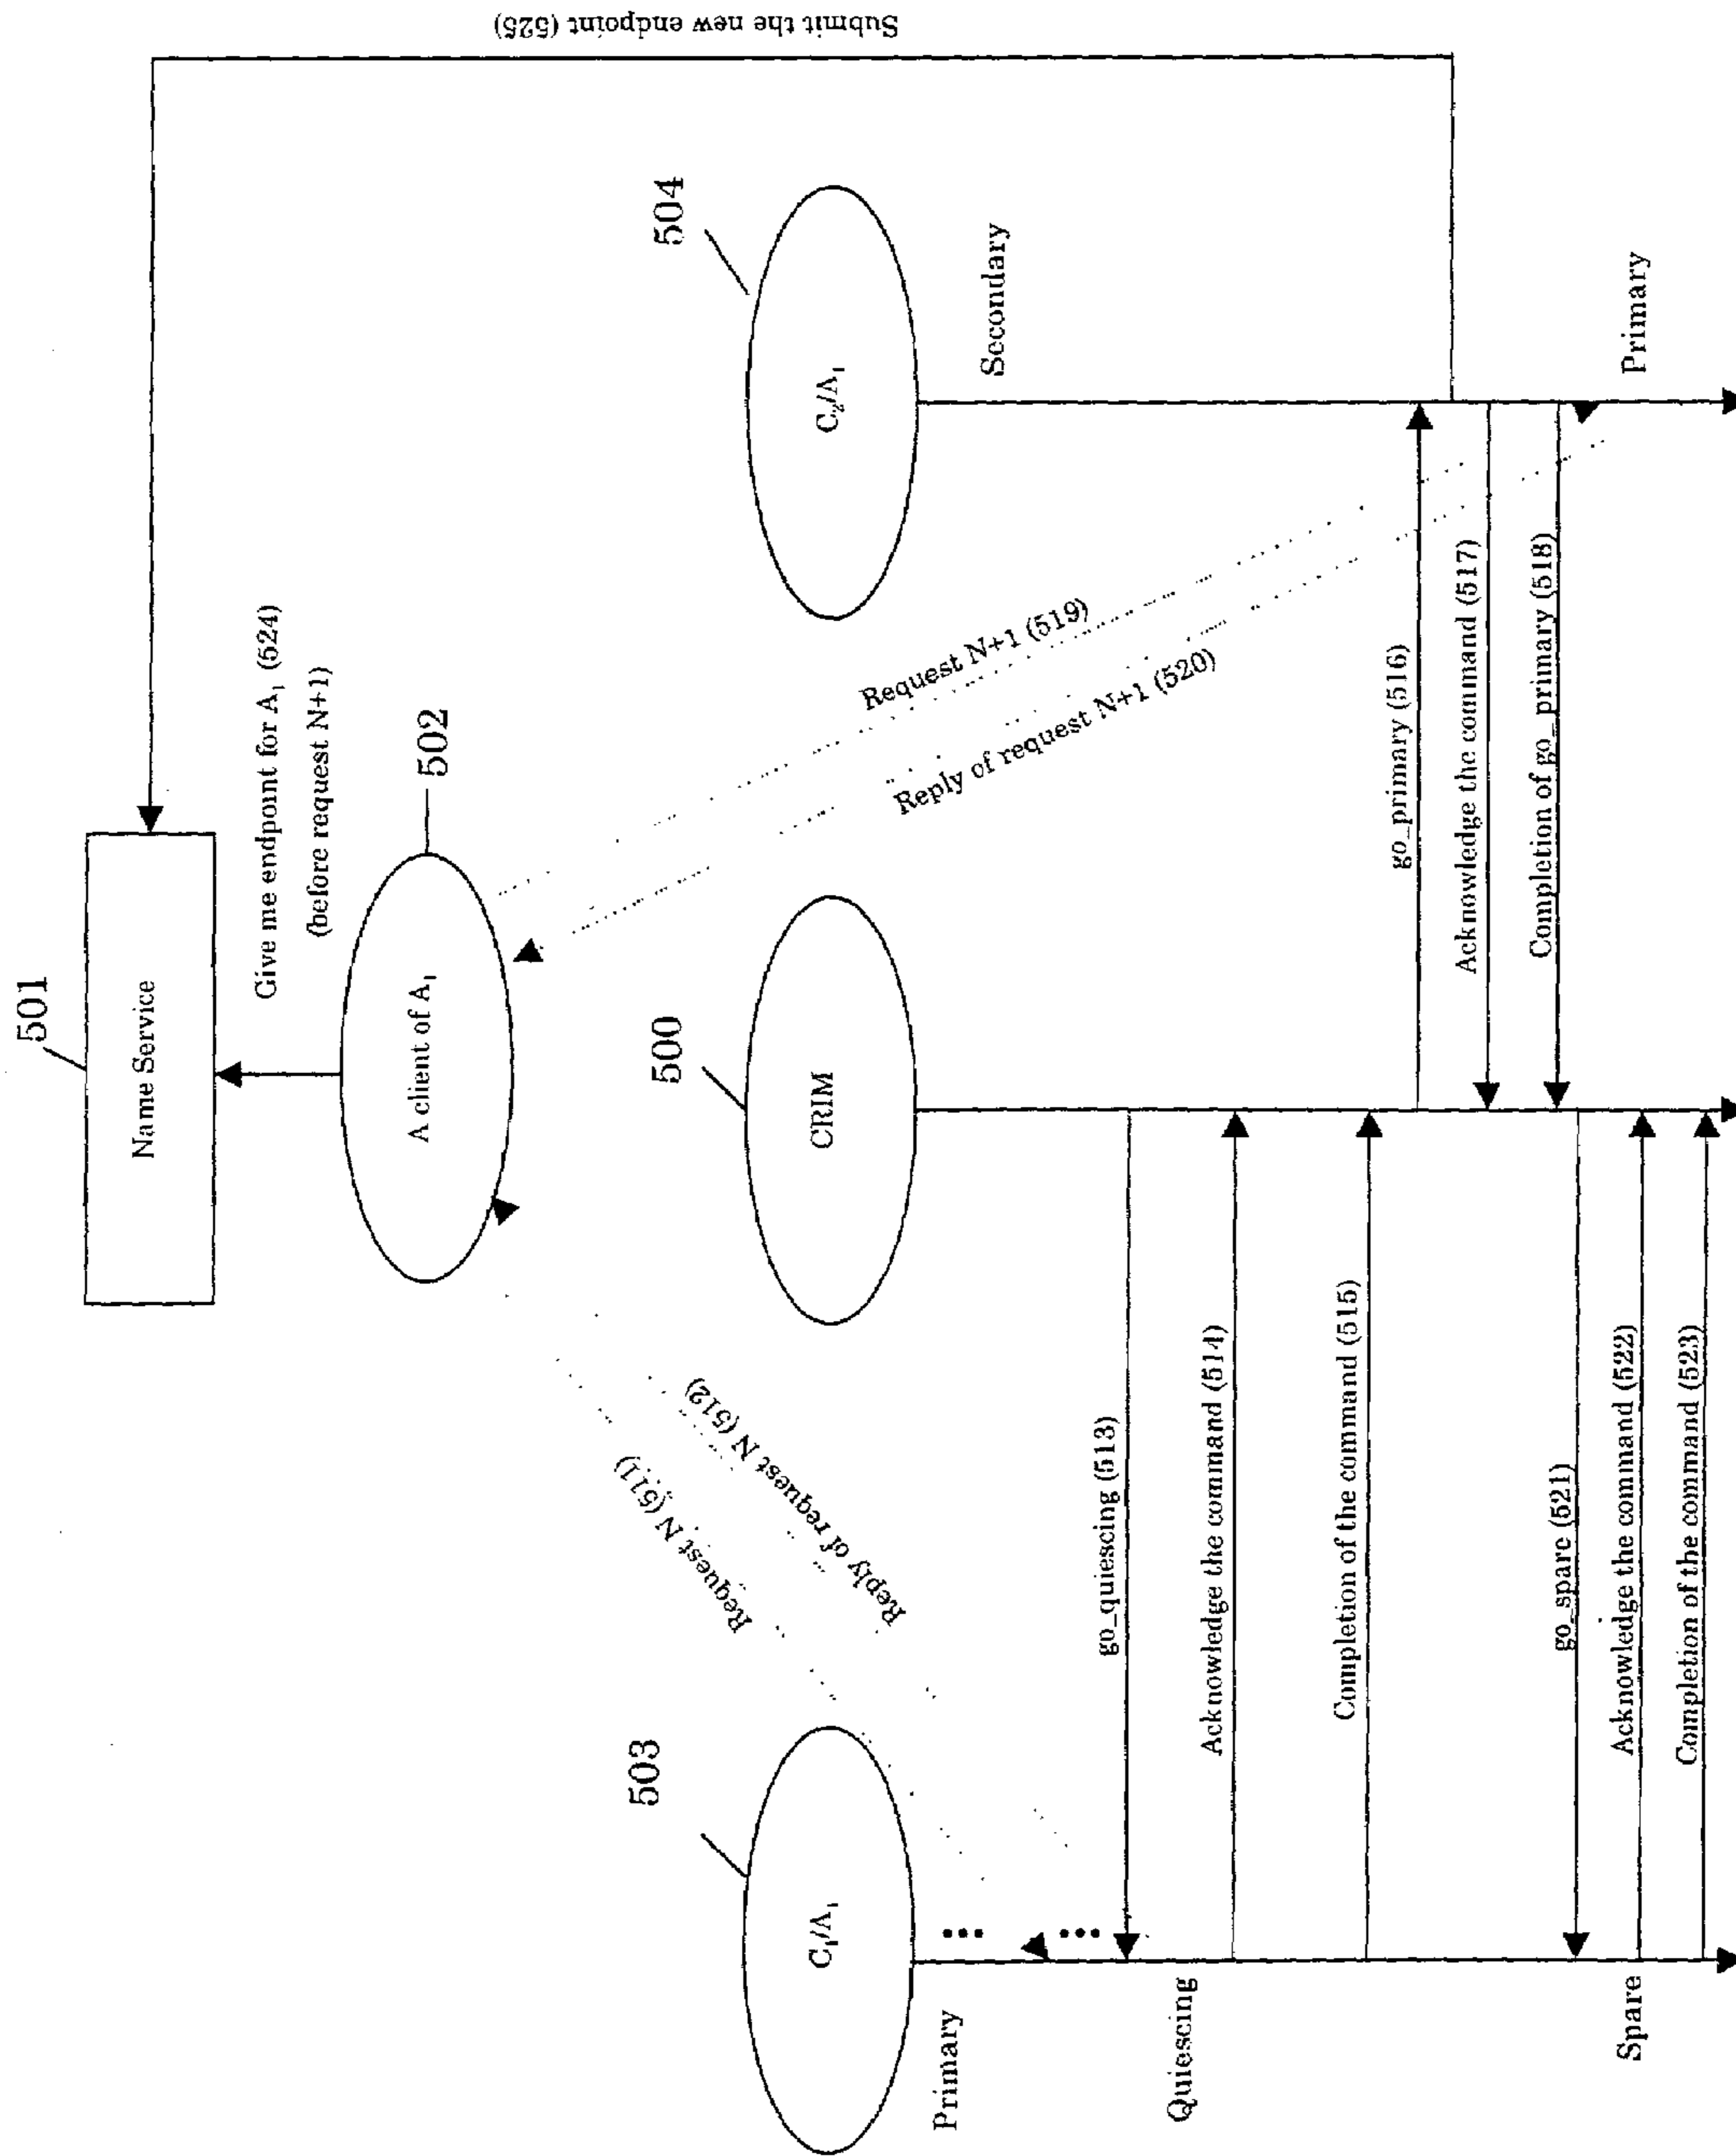 Submit the new endpoint (525)
501
Name Service
Give me endpoint for A1 (524)
(before request N+1)
502
A client of A1
503
C1/A1
500
CRIM
504
C2/A1
Primary
Secondary
Request N (511)
Reply of request N (512)
Request N+1 (519)
Reply of request N+1 (520)
go_quiescing (513)
Quiescing
Acknowledge the command (514)
Completion of the command (515)
go_primary (516)
Acknowledge the command (517)
Completion of go_primary (518)
go_spare (521)
Spare
Primary
Acknowledge the command (522)
Completion of the command (523)